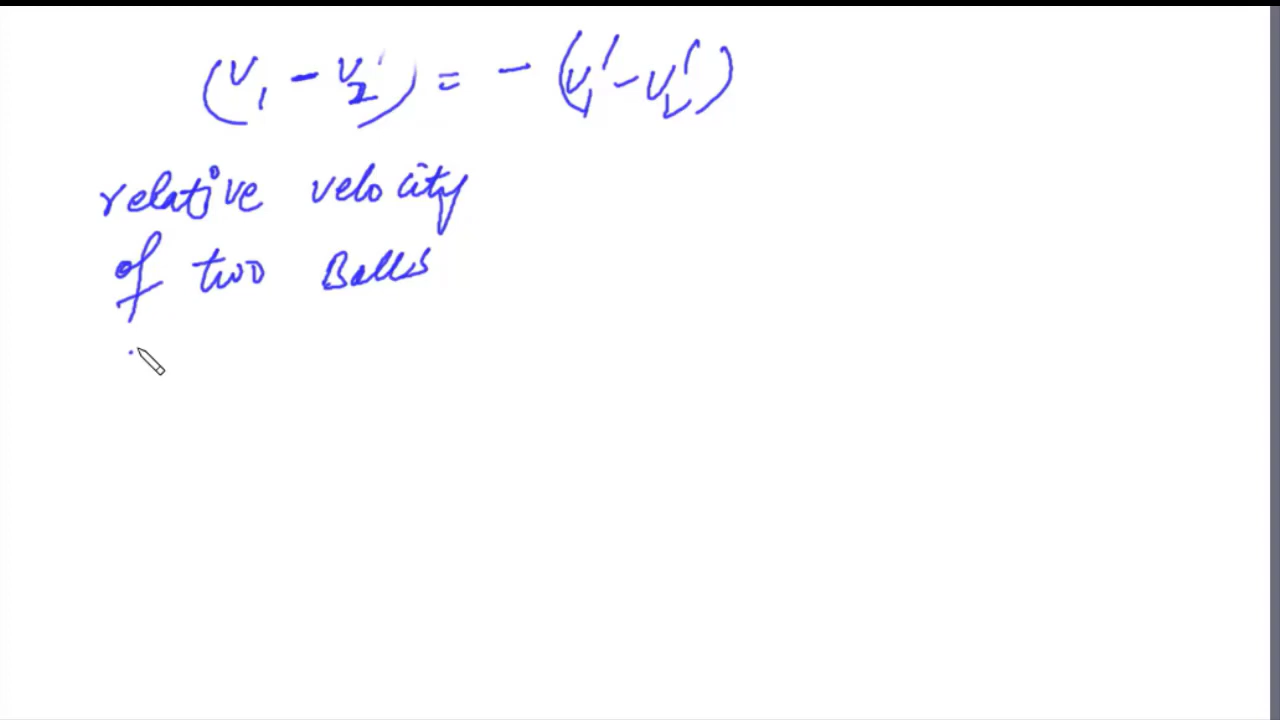 (v₁ - v₂') = - (v₁' - v₂')
relative velocity
of two Balls